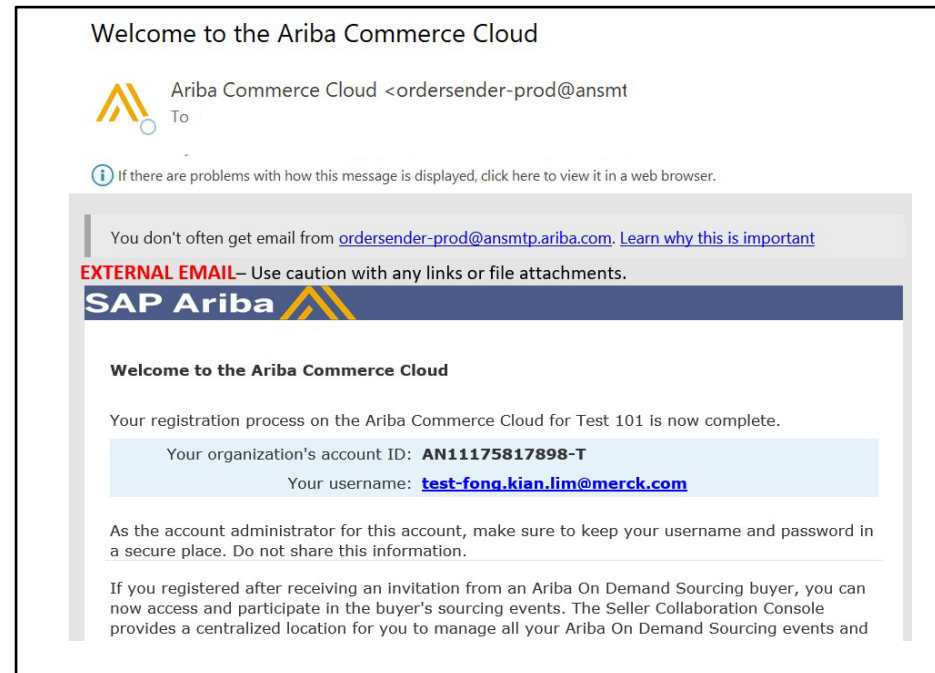 Welcome to the Ariba Commerce Cloud
Ariba Commerce Cloud <ordersender-prod@ansmt
To
If there are problems with how this message is displayed, click here to view it in a web browser.
You don't often get email from ordersender-prod@ansmtp.ariba.com. Learn why this is important
EXTERNAL EMAIL– Use caution with any links or file attachments.
SAP Ariba
Welcome to the Ariba Commerce Cloud
Your registration process on the Ariba Commerce Cloud for Test 101 is now complete.
Your organization's account ID: AN11175817898-T
Your username: test-fong.kian.lim@merck.com
As the account administrator for this account, make sure to keep your username and password in
a secure place. Do not share this information.
If you registered after receiving an invitation from an Ariba On Demand Sourcing buyer, you can
now access and participate in the buyer's sourcing events. The Seller Collaboration Console
provides a centralized location for you to manage all your Ariba On Demand Sourcing events and